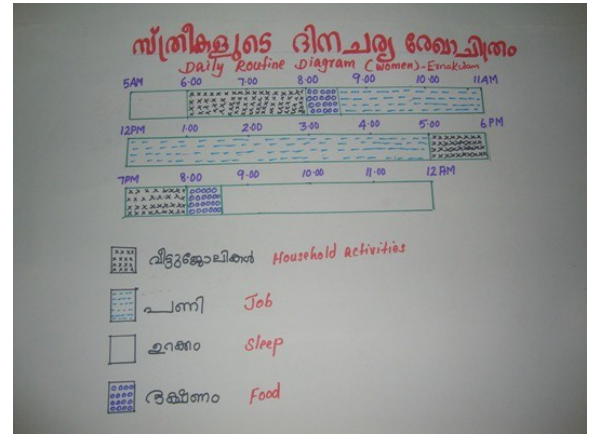 സ്ത്രീകളുടെ ദിനചര്യ രേഖാചിത്രം
Daily Routine Diagram (Women)-Ernakulam
5AM 6.00 7.00 8.00 9.00 10.00 11AM
12PM 1.00 2.00 3.00 4.00 5.00 6 PM
7PM 8.00 9.00 10.00 11.00 12 AM
വീട്ടുജോലികൾ Household activities
പണി Job
ഉറക്കം Sleep
ഭക്ഷണം Food